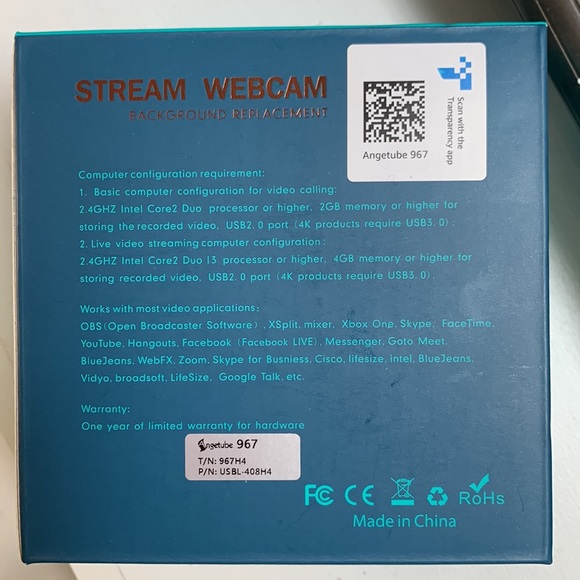 STREAM WEBCAM
BACKGROUND REPLACEMENT
Scan with the
Transparency app
Angetube 967
Computer configuration requirement:
1. Basic computer configuration for video calling:
2.4GHZ Intel Core2 Duo processor or higher, 2GB memory or higher for
storing the recorded video, USB2.0 port (4K products require USB3.0) ;
2. Live video streaming computer configuration :
2.4GHZ Intel Core2 Duo I3 processor or higher, 4GB memory or higher for
storing recorded video, USB2.0 port (4K products require USB3.0).
Works with most video applications:
OBS(Open Broadcaster Software) , XSplit, mixer, Xbox One, Skype, FaceTime,
YouTube, Hangouts, Facebook (Facebook LIVE), Messenger, Goto Meet,
BlueJeans, WebFX, Zoom, Skype for Busniess, Cisco, lifesize, intel, BlueJeans,
Vidyo, broadsoft, LifeSize, Google Talk, etc.
Warranty:
One year of limited warranty for hardware
Angetube 967
T/N: 967H4
P/N: USBL-408H4
FC CE RoHs
Made in China